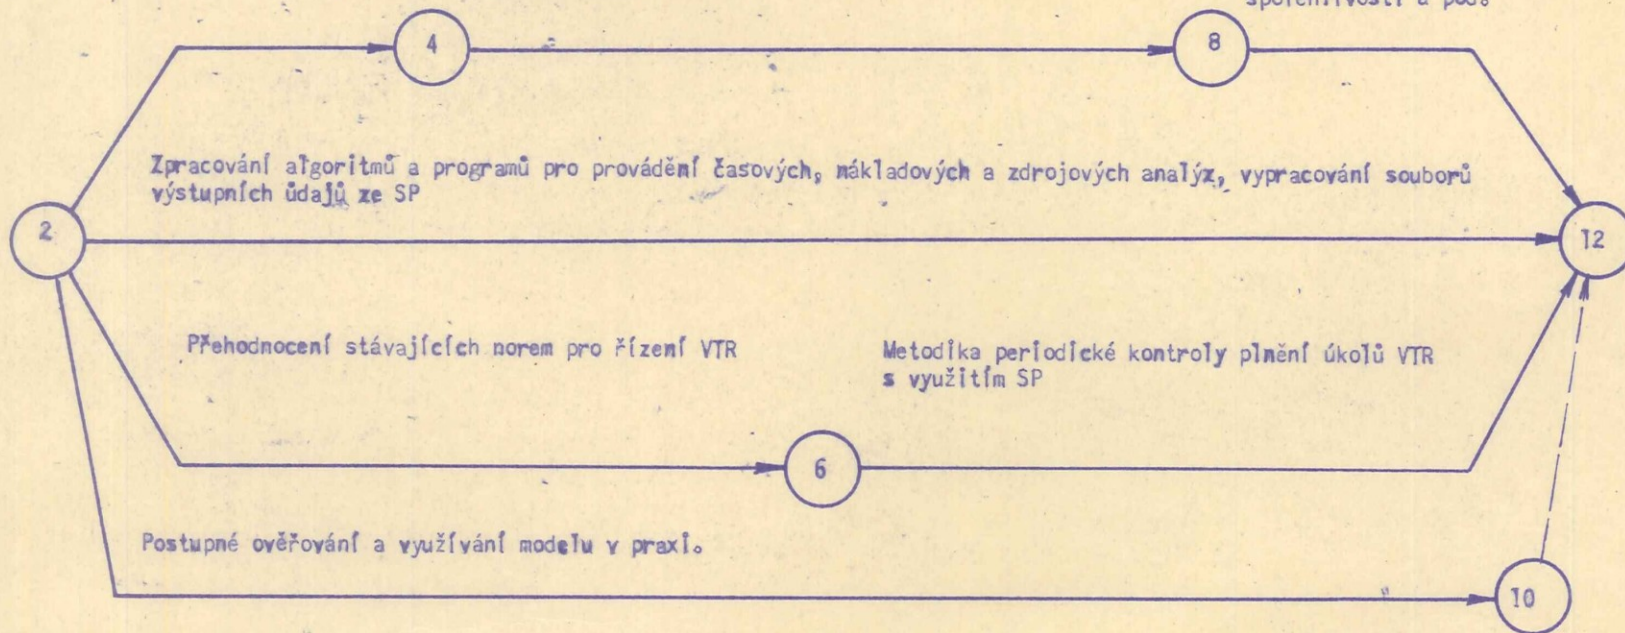 a pod.
4
8
Zpracování algoritmů a programů pro provádění časových, nákladových a zdrojových analýz, vypracování souborů
výstupních údajů ze SP
2
12
Přehodnocení stávajících norem pro řízení VTR
Metodika periodické kontroly plnění úkolů VTR
s využitím SP
6
Postupné ověřování a využívání modelu v praxi.
10